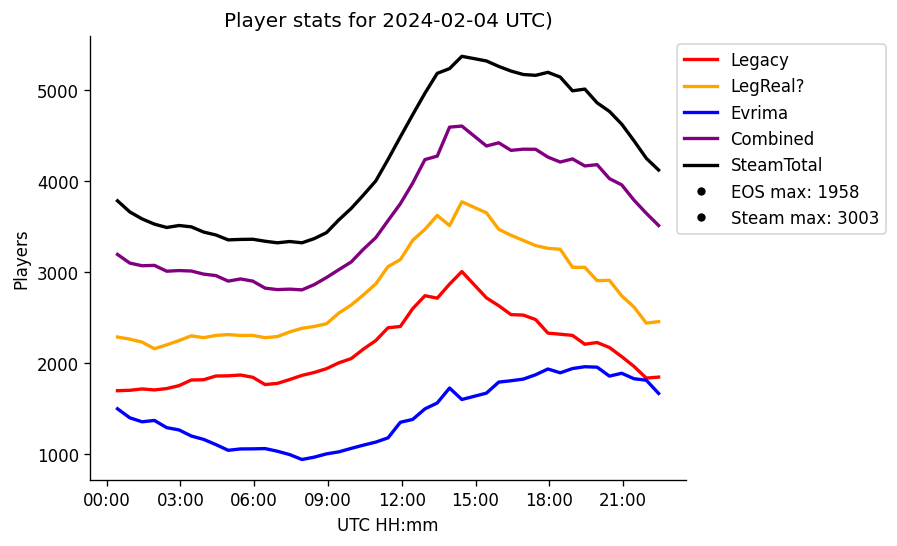 Player stats for 2024-02-04 UTC)
Players
5000
4000
3000
2000
1000
00:00 03:00 06:00 09:00 12:00 15:00 18:00 21:00
UTC HH:mm
Legacy
LegReal?
Evrima
Combined
SteamTotal
EOS max: 1958
Steam max: 3003